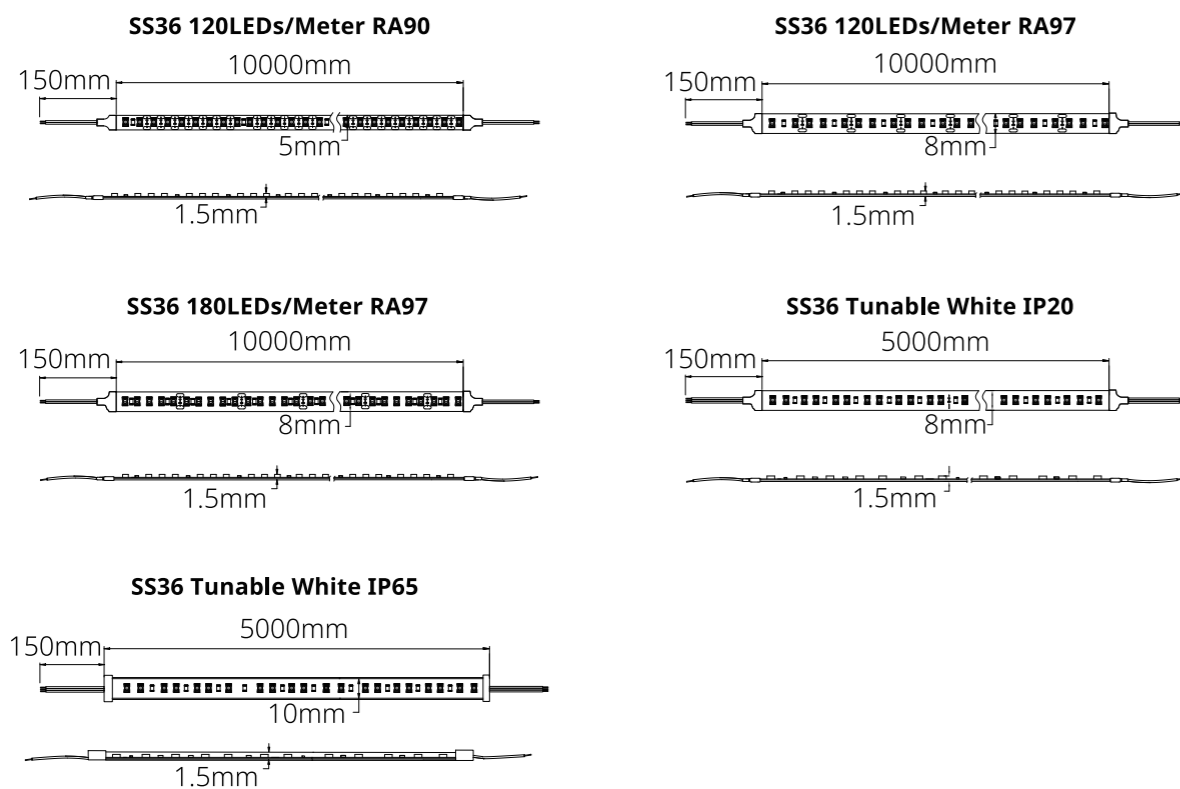 SS36 120LEDs/Meter RA90
10000mm
150mm
5mm
1.5mm
SS36 120LEDs/Meter RA97
10000mm
150mm
8mm
1.5mm
SS36 180LEDs/Meter RA97
10000mm
150mm
8mm
1.5mm
SS36 Tunable White IP20
5000mm
150mm
8mm
1.5mm
SS36 Tunable White IP65
5000mm
150mm
10mm
1.5mm